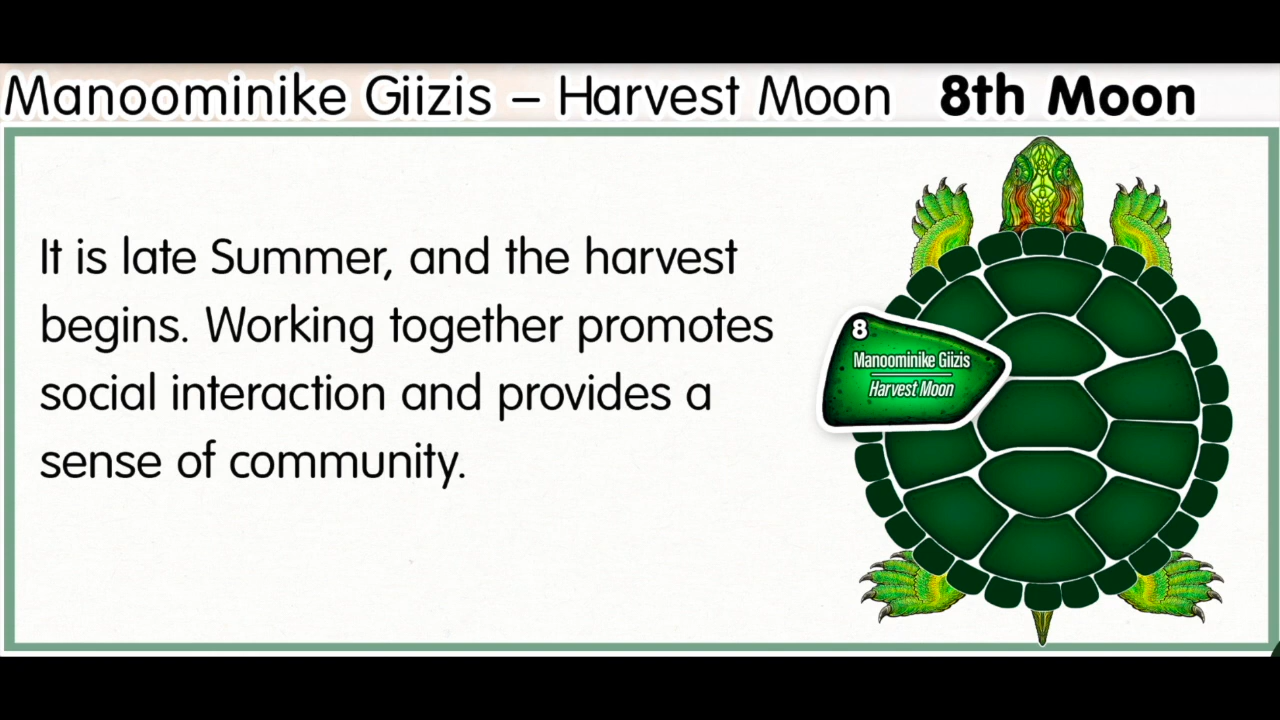 Manoominike Giizis – Harvest Moon 8th Moon
It is late Summer, and the harvest
begins. Working together promotes
social interaction and provides a
sense of community.
8
Manoominike Giizis
Harvest Moon